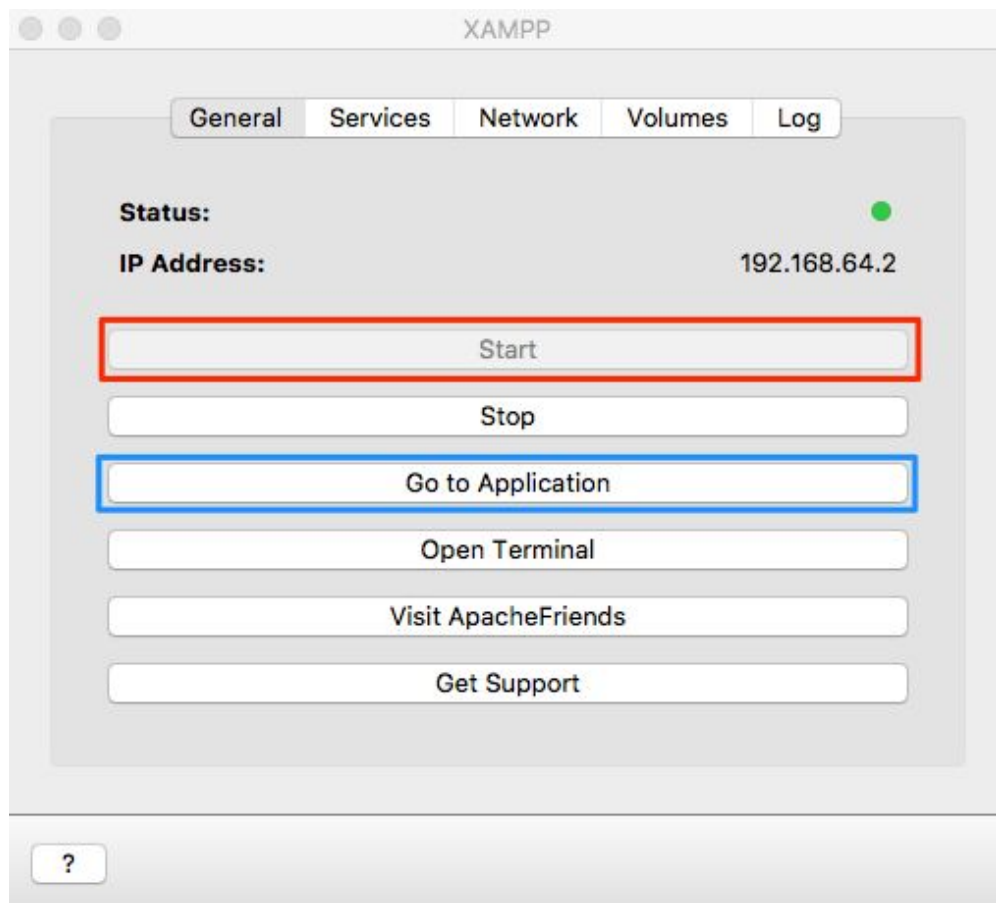 XAMPP
General Services Network Volumes Log
Status:
IP Address: 192.168.64.2
Start
Stop
Go to Application
Open Terminal
Visit ApacheFriends
Get Support
?